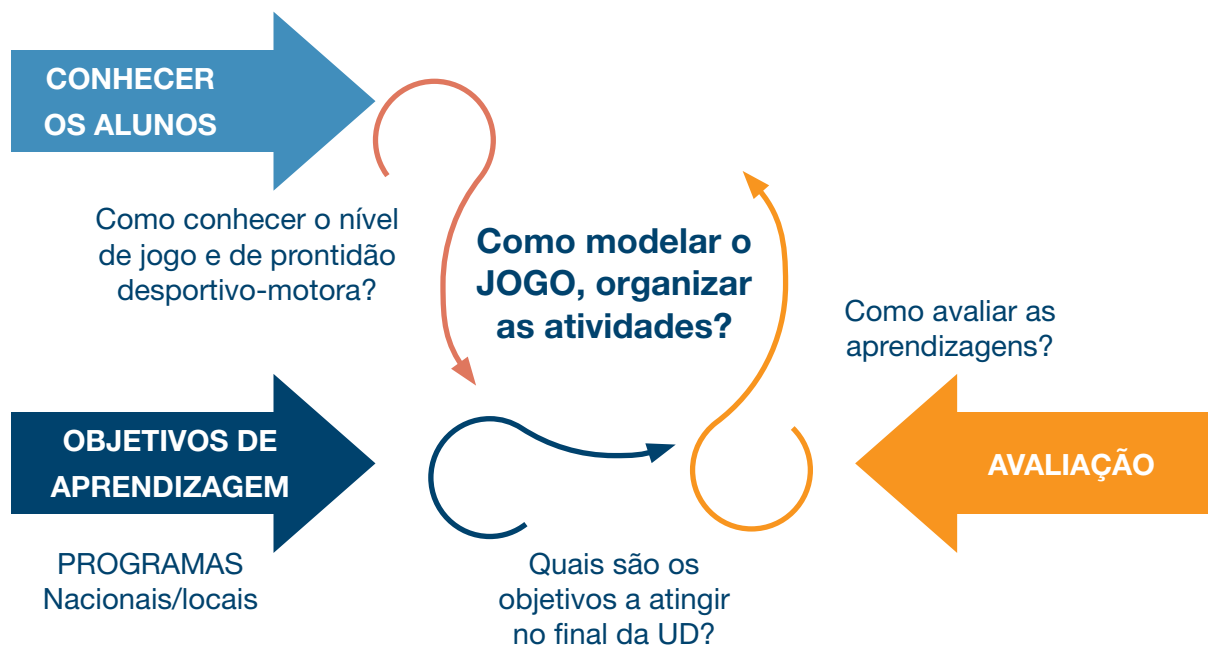 CONHECER
OS ALUNOS
Como conhecer o nível
de jogo e de prontidão
desportivo-motora?
Como modelar o
JOGO, organizar
as atividades?
Como avaliar as
aprendizagens?
OBJETIVOS DE
APRENDIZAGEM
AVALIAÇÃO
PROGRAMAS
Nacionais/locais
Quais são os
objetivos a atingir
no final da UD?